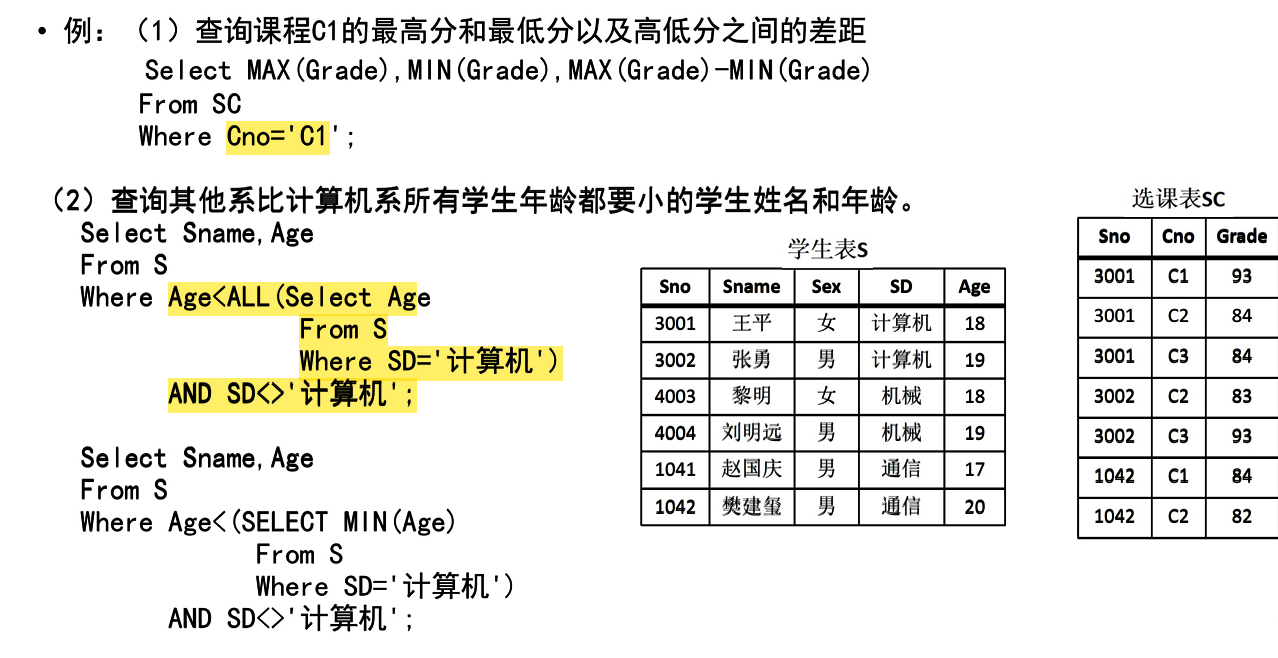 • 例：（1）查询课程C1的最高分和最低分以及高低分之间的差距
Select MAX(Grade),MIN(Grade),MAX(Grade)-MIN(Grade)
From SC
Where Cno='C1';
（2）查询其他系比计算机系所有学生年龄都要小的学生姓名和年龄。
Select Sname,Age
From S
Where Age<ALL(Select Age
From S
Where SD='计算机')
AND SD<>'计算机';
Select Sname,Age
From S
Where Age<(SELECT MIN(Age)
From S
Where SD='计算机')
AND SD<>'计算机';
学生表S
Sno Sname Sex SD Age
3001 王平 女 计算机 18
3002 张勇 男 计算机 19
4003 黎明 女 机械 18
4004 刘明远 男 机械 19
1041 赵国庆 男 通信 17
1042 樊建玺 男 通信 20
选课表SC
Sno Cno Grade
3001 C1 93
3001 C2 84
3001 C3 84
3002 C2 83
3002 C3 93
1042 C1 84
1042 C2 82